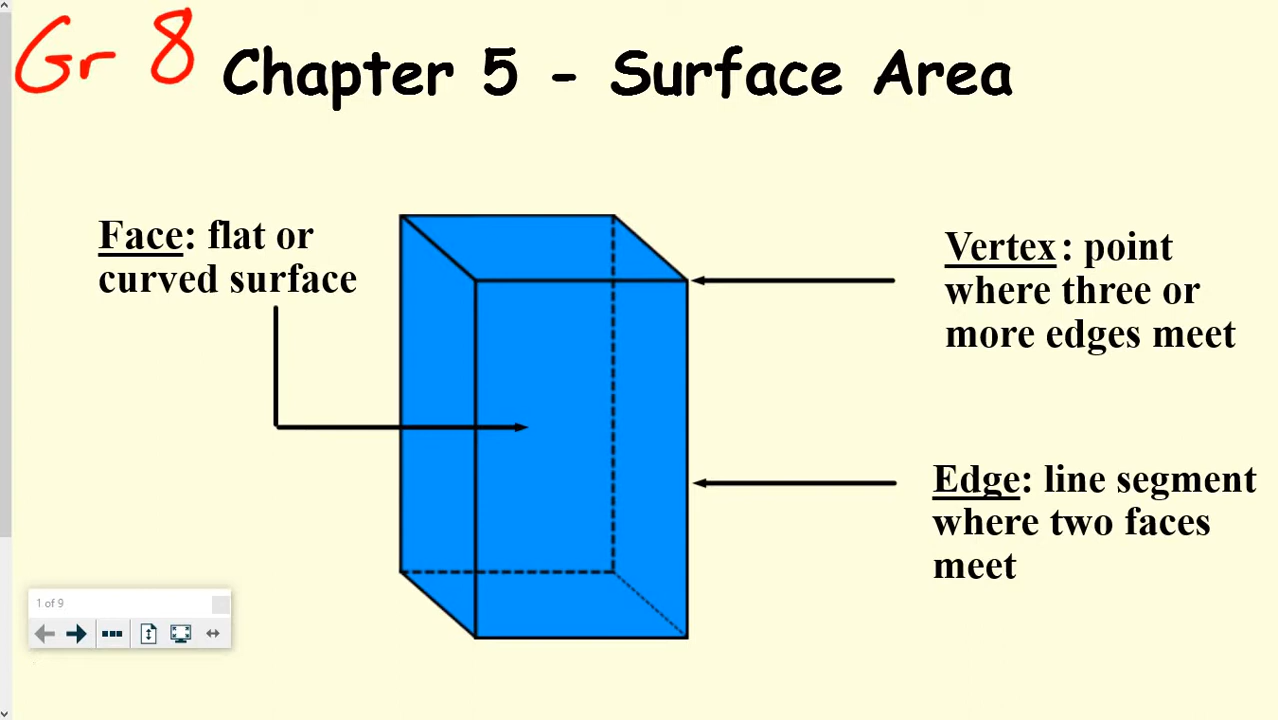 Gr 8 Chapter 5 - Surface Area
Face: flat or
curved surface
Vertex : point
where three or
more edges meet
Edge: line segment
where two faces
meet
1 of 9